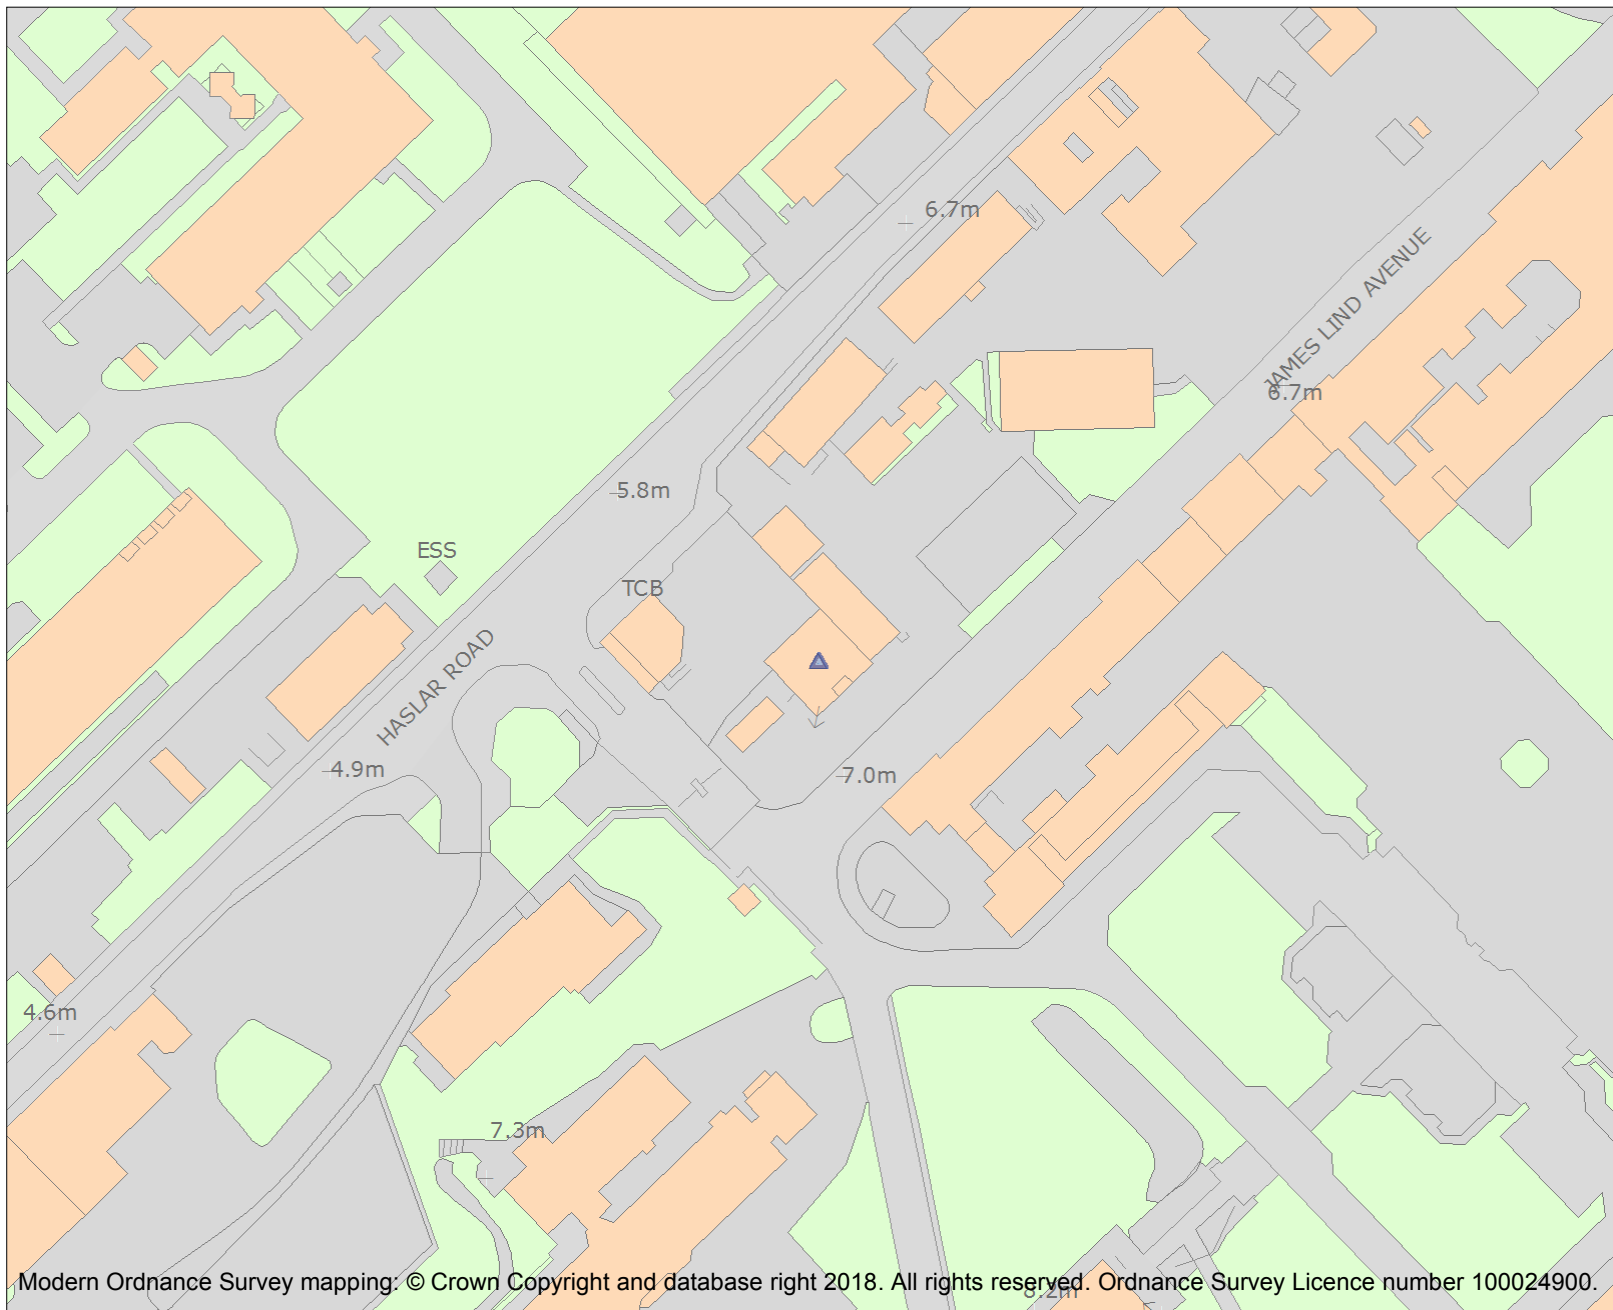 6.7m
JAMES LIND AVENUE
6.7m
5.8m
ESS
TCB
HASLAR ROAD
4.9m
7.0m
4.6m
7.3m
8.2m
Modern Ordnance Survey mapping: © Crown Copyright and database right 2018. All rights reserved. Ordnance Survey Licence number 100024900.